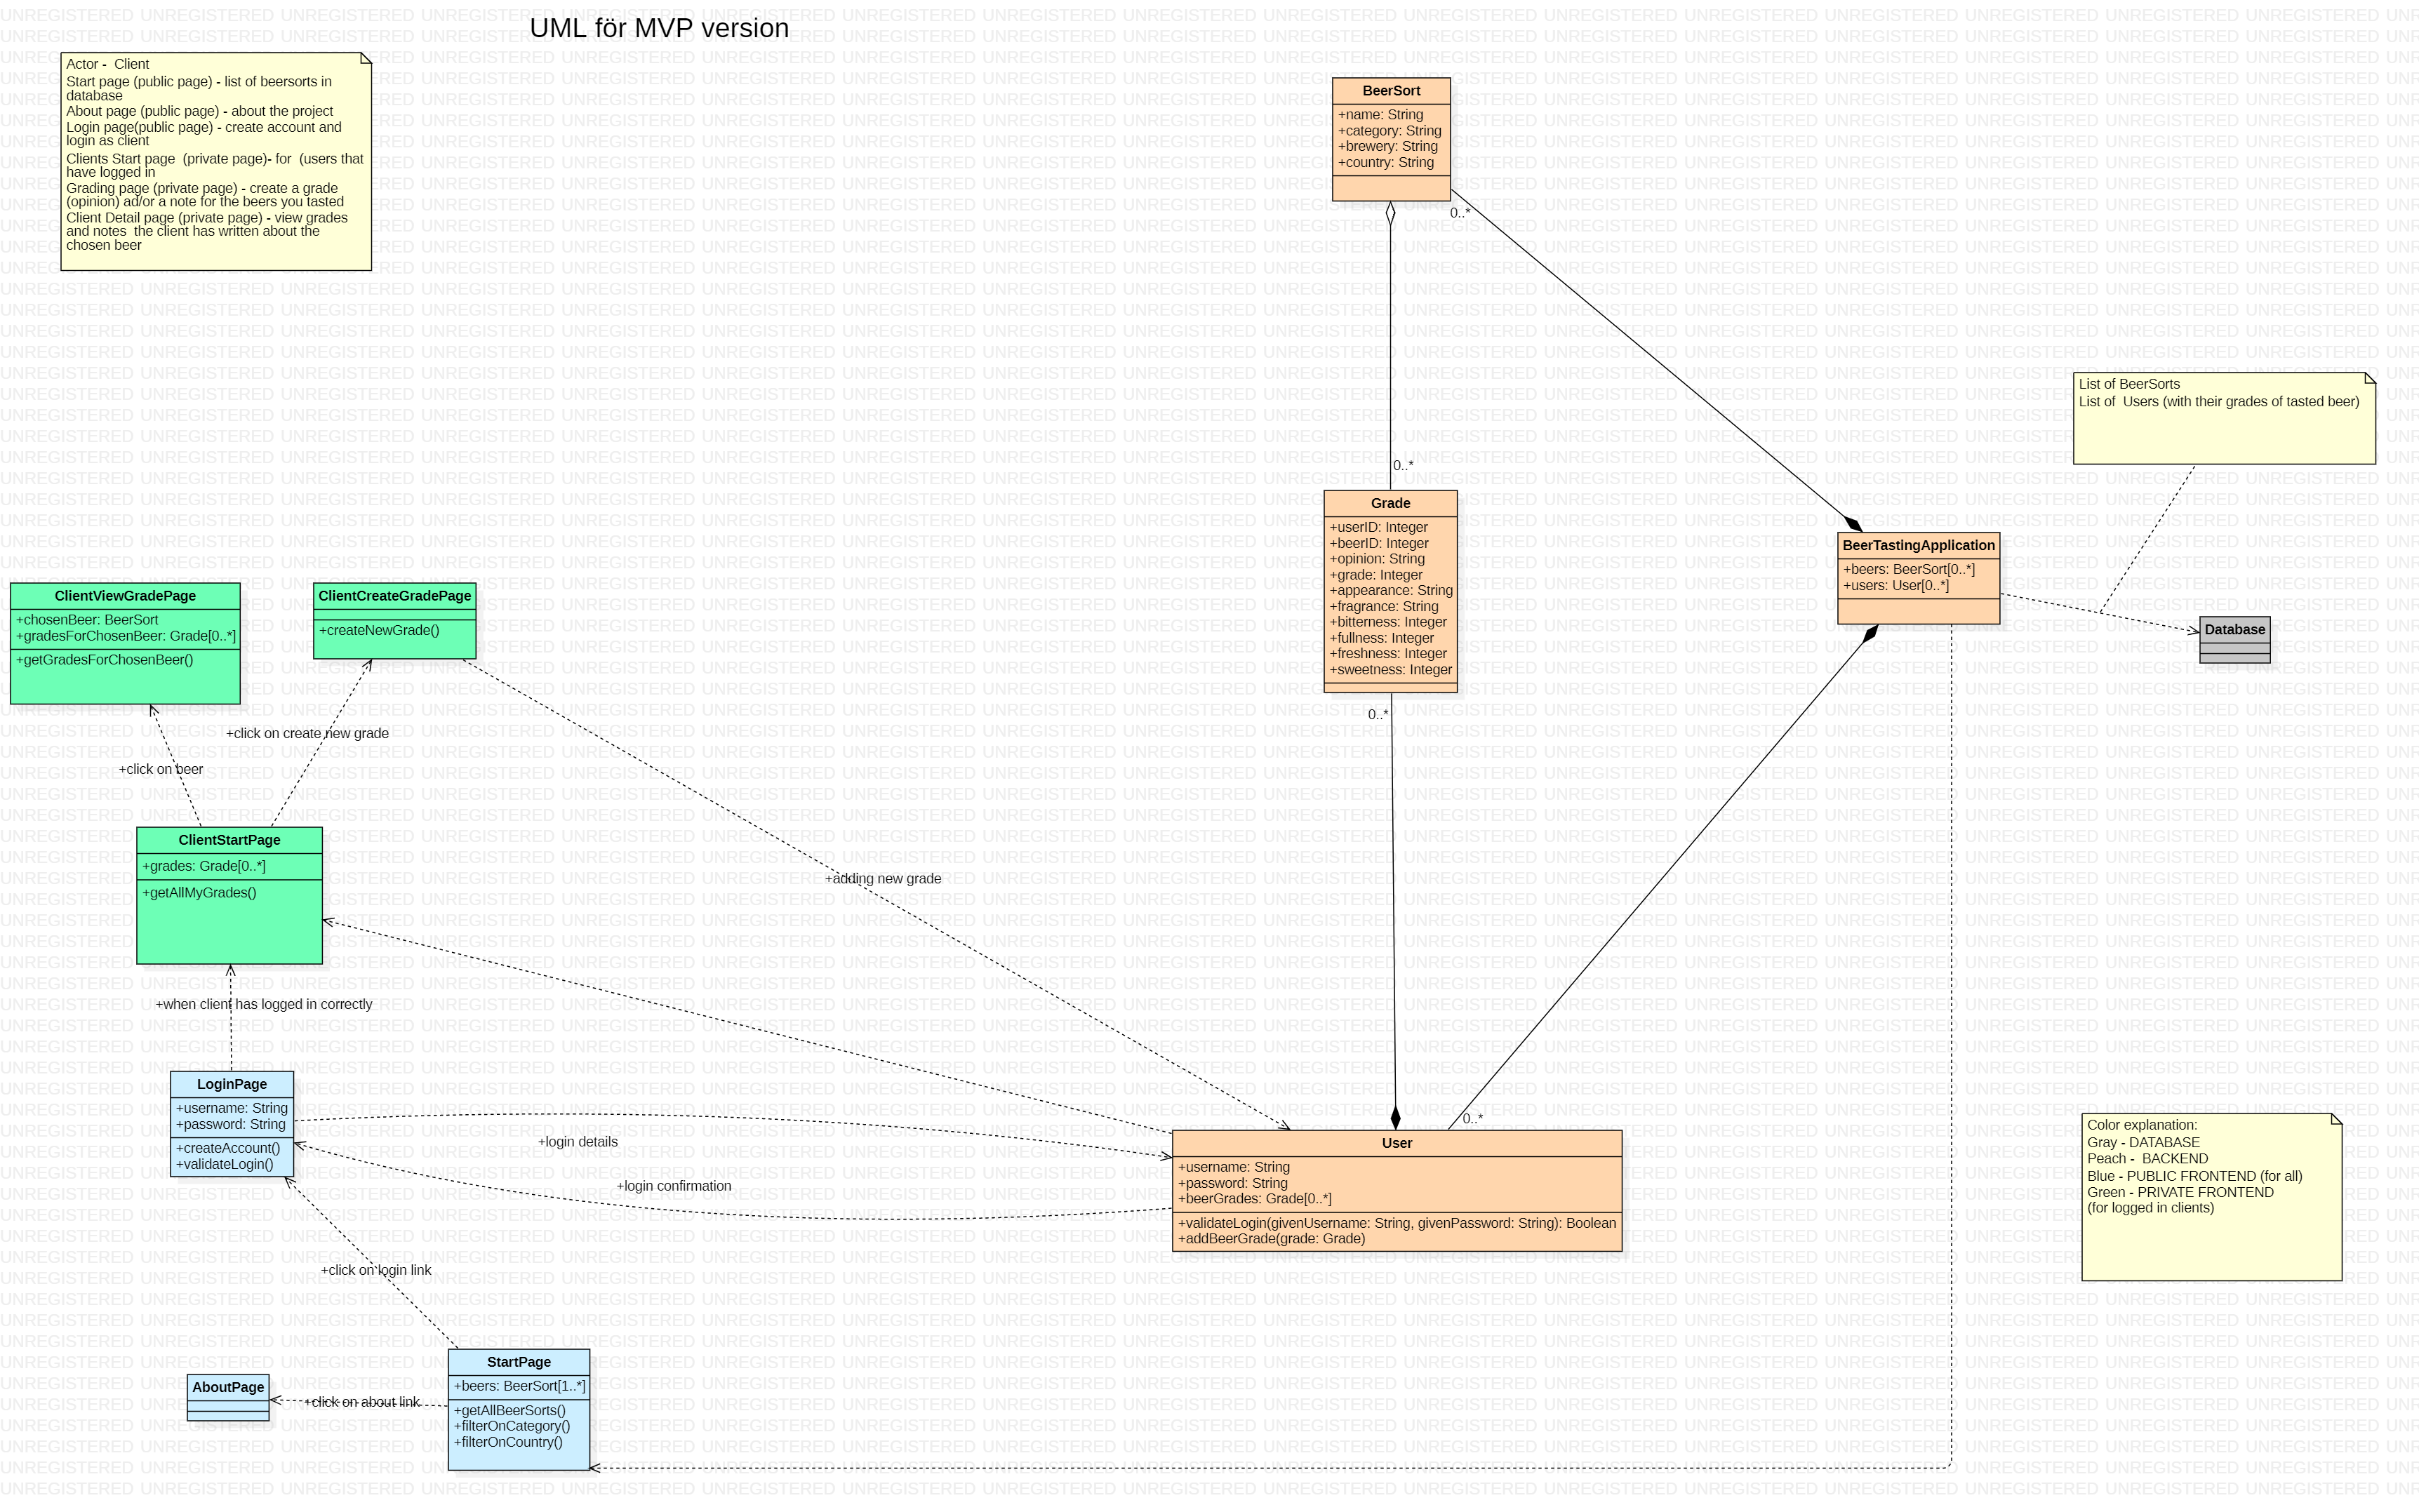 UML för MVP version
Actor -  Client
Start page (public page) - list of beersorts in
database
About page (public page) - about the project
Login page(public page) - create account and
login as client
Clients Start page  (private page)- for  (users that
have logged in
Grading page (private page) - create a grade
(opinion) ad/or a note for the beers you tasted
Client Detail page (private page) - view grades
and notes  the client has written about the
chosen beer
BeerSort
+name: String
+category: String
+brewery: String
+country: String
0..*
0..*
List of BeerSorts
List of  Users (with their grades of tasted beer)
Grade
+userID: Integer
+beerID: Integer
+opinion: String
+grade: Integer
+appearance: String
+fragrance: String
+bitterness: Integer
+fullness: Integer
+freshness: Integer
+sweetness: Integer
0..*
BeerTastingApplication
+beers: BeerSort[0..*]
+users: User[0..*]
Database
ClientViewGradePage
+chosenBeer: BeerSort
+gradesForChosenBeer: Grade[0..*]
+getGradesForChosenBeer()
ClientCreateGradePage
+createNewGrade()
+click on create new grade
+click on beer
ClientStartPage
+grades: Grade[0..*]
+getAllMyGrades()
+adding new grade
+when client has logged in correctly
LoginPage
+username: String
+password: String
+createAccount()
+validateLogin()
+login details
+login confirmation
0..*
User
+username: String
+password: String
+beerGrades: Grade[0..*]
+validateLogin(givenUsername: String, givenPassword: String): Boolean
+addBeerGrade(grade: Grade)
Color explanation:
Gray - DATABASE
Peach -  BACKEND
Blue - PUBLIC FRONTEND (for all)
Green - PRIVATE FRONTEND
(for logged in clients)
+click on login link
AboutPage
+click on about link
StartPage
+beers: BeerSort[1..*]
+getAllBeerSorts()
+filterOnCategory()
+filterOnCountry()
UNREGISTERED